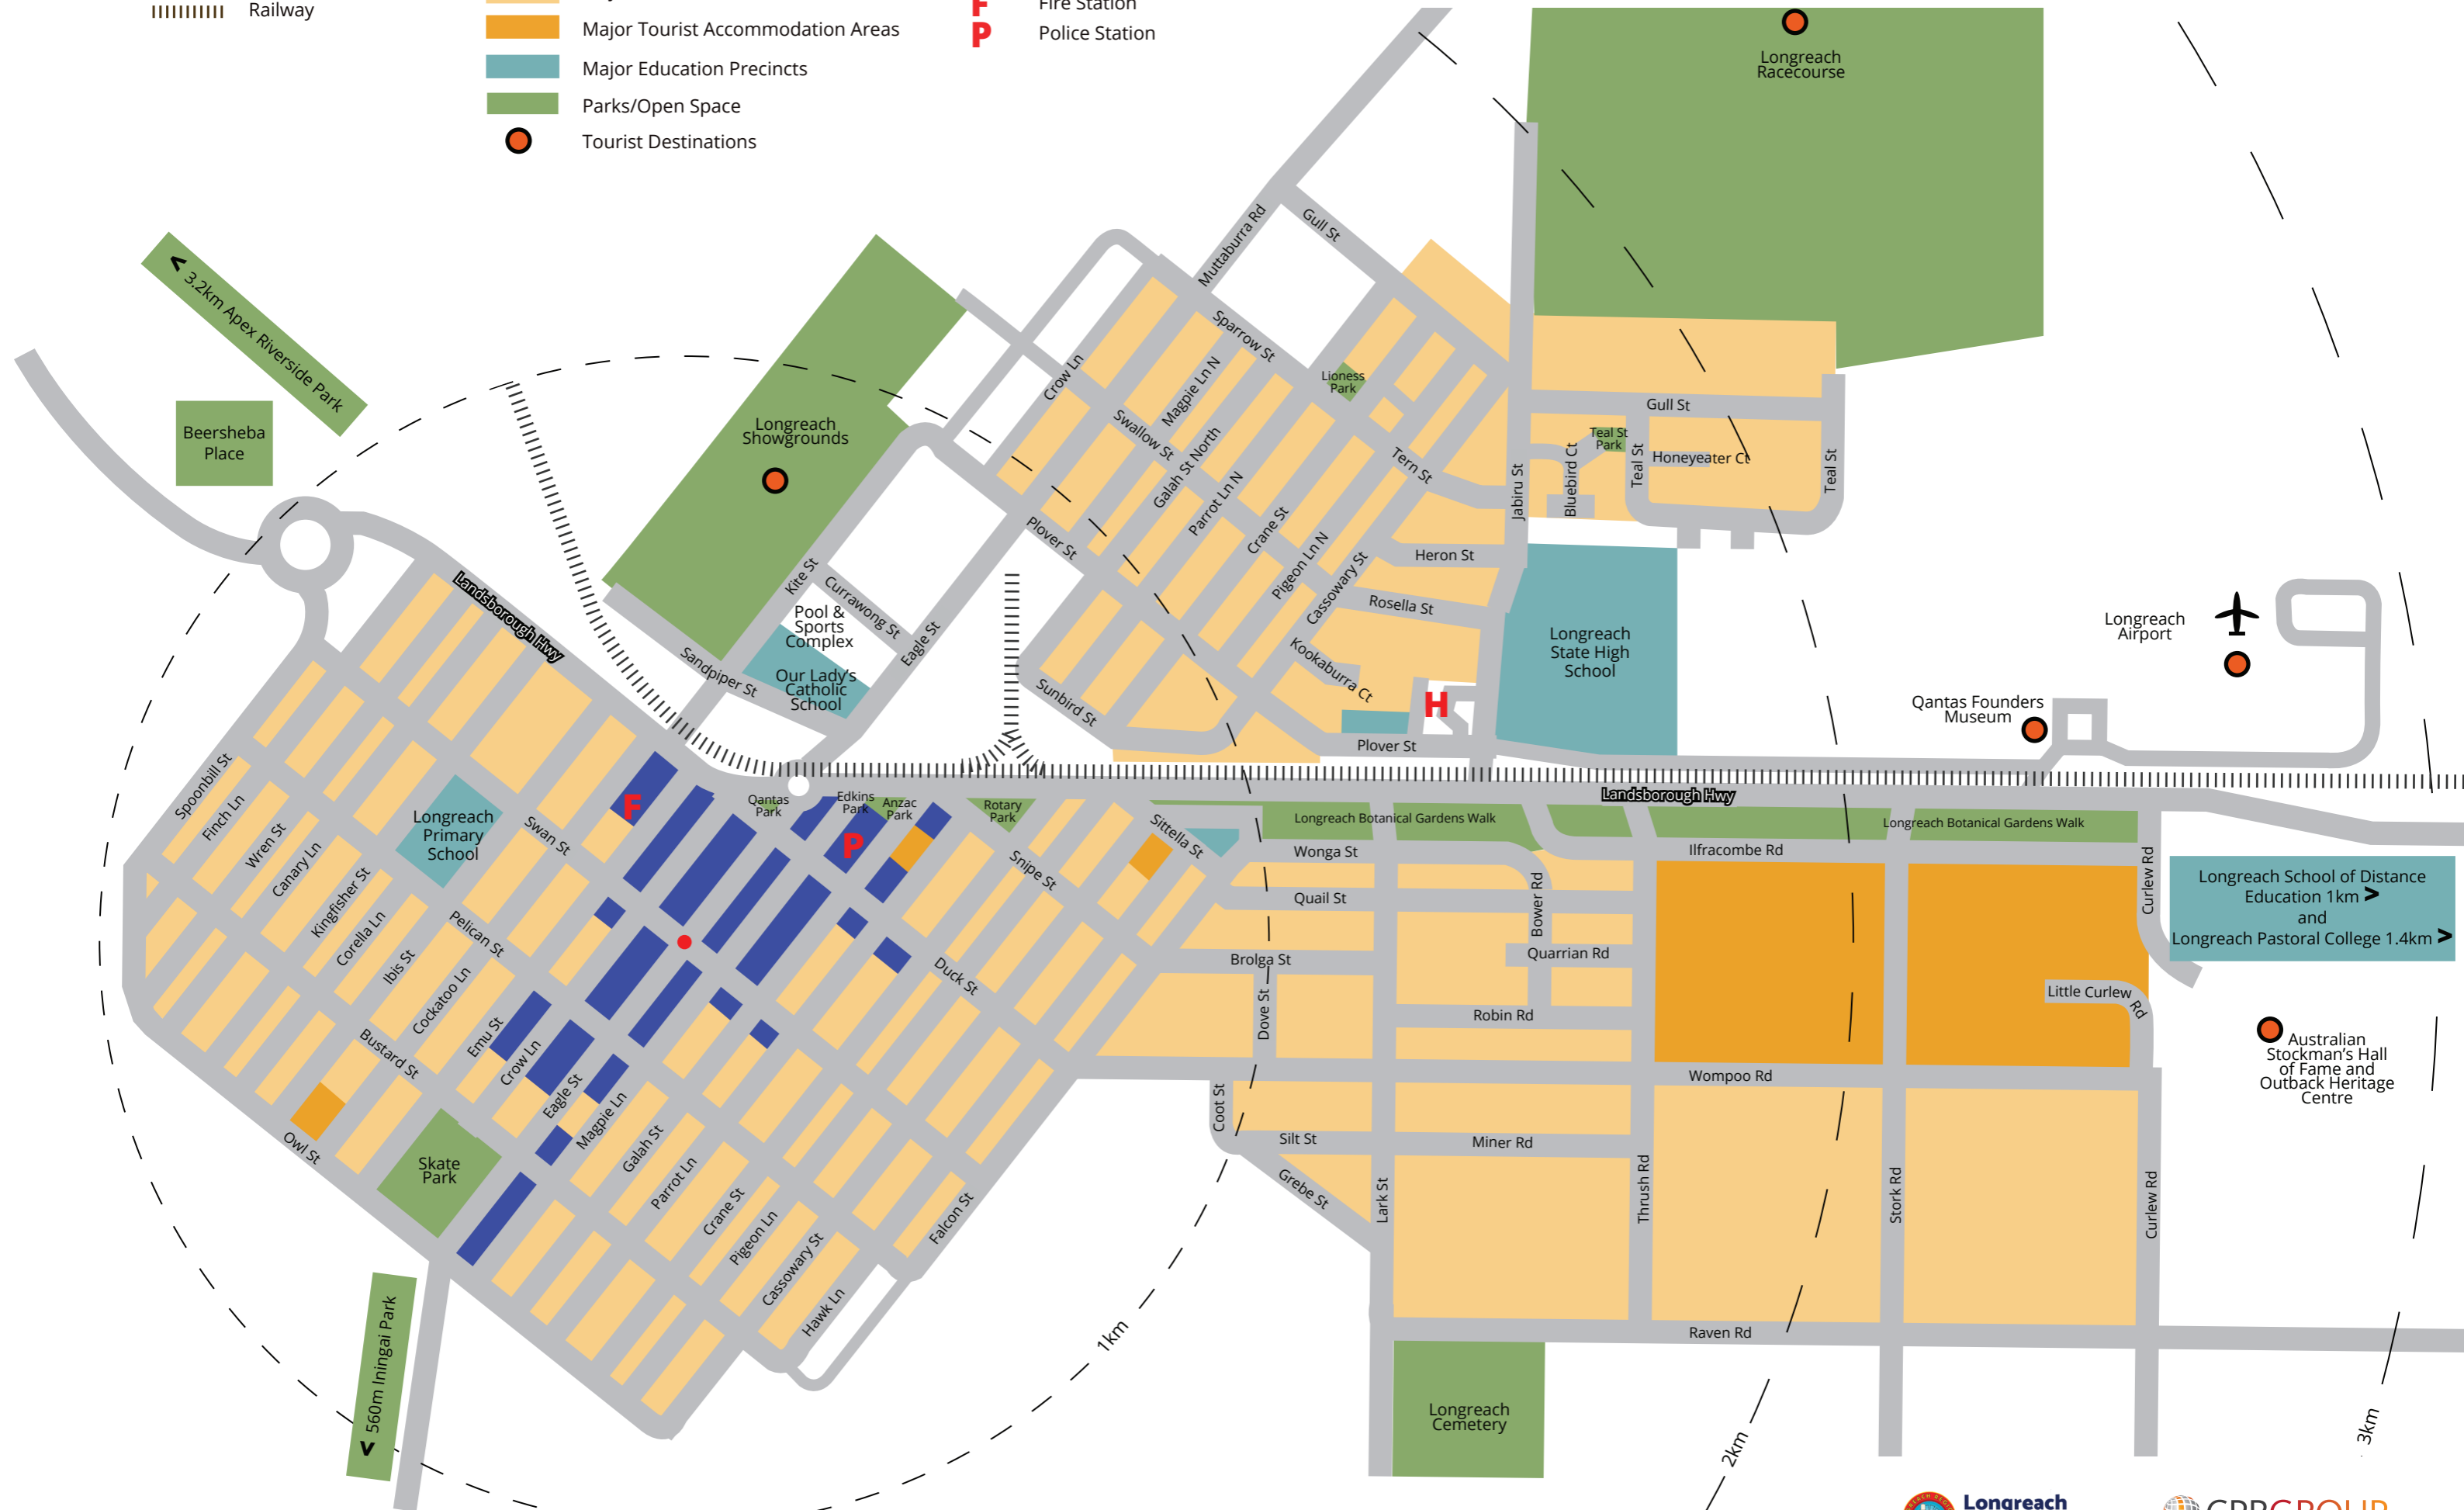 Railway
Major Tourist Accommodation Areas
Major Education Precincts
Parks/Open Space
Tourist Destinations
F
Fire Station
P
Police Station
Longreach
Racecourse
< 3.2km Apex Riverside Park
Beersheba
Place
Longreach
Showgrounds
Muttaburra Rd
Gull St
Sparrow St
Crow Ln
Magpie Ln N
Swallow St
Galah St North
Parrot Ln N
Crane St
Pigeon Ln N
Cassowary St
Lioness
Park
Tern St
Jabiru St
Gull St
Teal St
Park
Bluebird Ct
Teal St
Honeyeater Ct
Teal St
Plover St
Heron St
Rosella St
Kookaburra Ct
Sunbird St
H
Plover St
Longreach
State High
School
Longreach
Airport
Qantas Founders
Museum
Landsborough Hwy
Kite St
Currawong St
Pool &
Sports
Complex
Eagle St
Our Lady's
Catholic
School
Sandpiper St
Landsborough Hwy
Spoonbill St
Finch Ln
Wren St
Canary Ln
Kingfisher St
Corella Ln
Ibis St
Cockatoo Ln
Emu St
Crow Ln
Eagle St
Magpie Ln
Galah St
Parrot Ln
Crane St
Pigeon Ln
Cassowary St
Hawk Ln
Falcon St
Longreach
Primary
School
Swan St
Pelican St
Bustard St
Owl St
Skate
Park
F
Qantas
Park
Edkins
Park
P
Anzac
Park
Rotary
Park
Snipe St
Sittella St
Duck St
Longreach Botanical Gardens Walk
Longreach Botanical Gardens Walk
Wonga St
Quail St
Brolga St
Dove St
Coot St
Silt St
Grebe St
Lark St
Bower Rd
Quarrian Rd
Robin Rd
Miner Rd
Ilfracombe Rd
Wompoo Rd
Thrush Rd
Stork Rd
Curlew Rd
Little Curlew
Rd
Curlew Rd
Raven Rd
Longreach School of Distance
Education 1km >
and
Longreach Pastoral College 1.4km >
Australian
Stockman's Hall
of Fame and
Outback Heritage
Centre
Longreach
Cemetery
< 560m Iningai Park
1km
2km
3km
Longreach